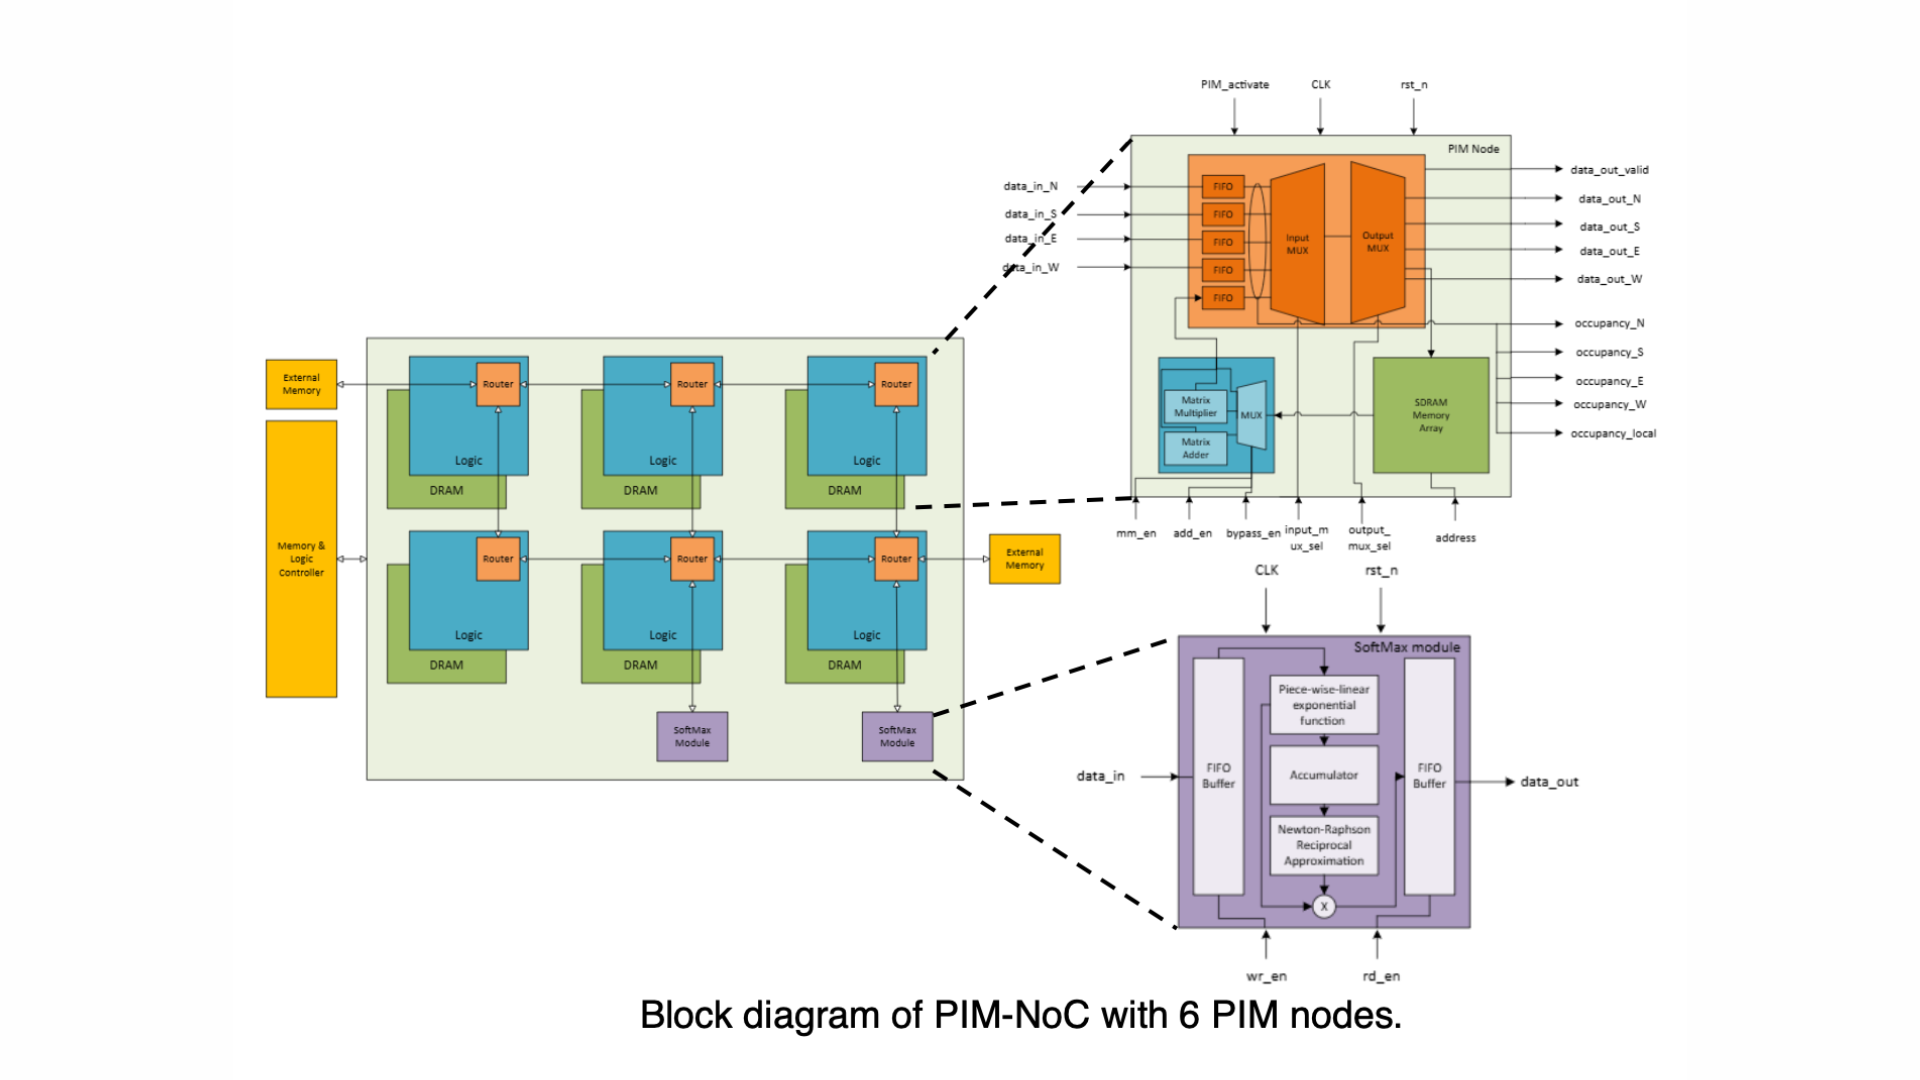 PIM_activate
CLK
rst_n
PIM Node
data_in_N
data_in_S
data_in_E
data_in_W
FIFO
FIFO
FIFO
FIFO
FIFO
Input
MUX
Output
MUX
data_out_valid
data_out_N
data_out_S
data_out_E
data_out_W
occupancy_N
occupancy_S
occupancy_E
occupancy_W
occupancy_local
Matrix
Multiplier
Matrix
Adder
MUX
SDRAM
Memory
Array
mm_en
add_en
bypass_en
input_m
ux_sel
output_
mux_sel
address
External
Memory
Memory &
Logic
Controller
Router
Logic
DRAM
Router
Logic
DRAM
Router
Logic
DRAM
Router
Logic
DRAM
Router
Logic
DRAM
Router
Logic
DRAM
External
Memory
SoftMax
Module
SoftMax
Module
CLK
rst_n
SoftMax module
data_in
FIFO
Buffer
Piece-wise-linear
exponential
function
Accumulator
Newton-Raphson
Reciprocal
Approximation
X
FIFO
Buffer
data_out
wr_en
rd_en
Block diagram of PIM-NoC with 6 PIM nodes.